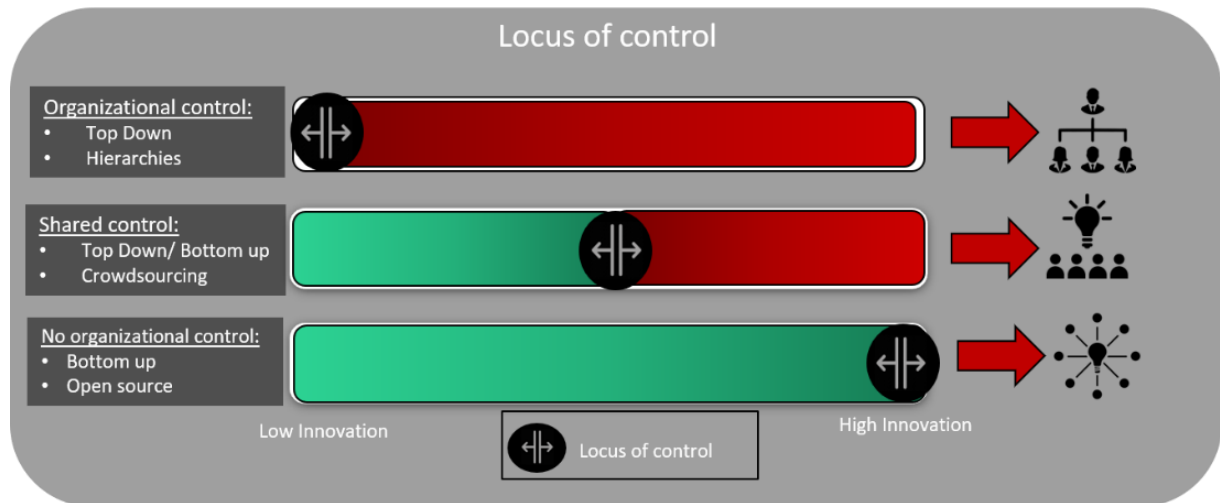 Locus of control
Organizational control:
• Top Down
• Hierarchies
Shared control:
• Top Down/ Bottom up
• Crowdsourcing
No organizational control:
• Bottom up
• Open source
Low Innovation
High Innovation
Locus of control